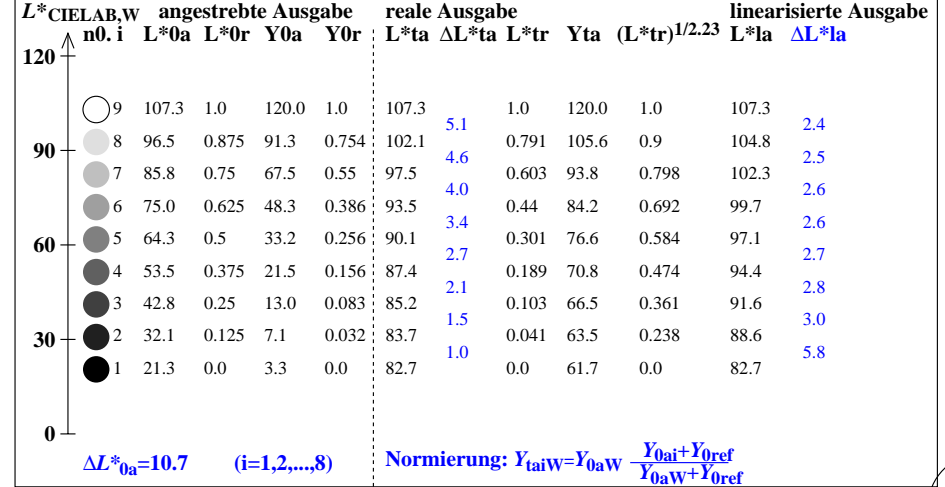 L*CIELAB,W angestrebte Ausgabe reale Ausgabe linearisierte Ausgabe
n0. i L*0a L*0r Y0a Y0r L*ta ΔL*ta L*tr Yta (L*tr)1/2.23 L*la ΔL*la
120
9 107.3 1.0 120.0 1.0 107.3 1.0 120.0 1.0 107.3
5.1 2.4
8 96.5 0.875 91.3 0.754 102.1 0.791 105.6 0.9 104.8
90
4.6 2.5
7 85.8 0.75 67.5 0.55 97.5 0.603 93.8 0.798 102.3
4.0 2.6
6 75.0 0.625 48.3 0.386 93.5 0.44 84.2 0.692 99.7
3.4 2.6
5 64.3 0.5 33.2 0.256 90.1 0.301 76.6 0.584 97.1
60
2.7 2.7
4 53.5 0.375 21.5 0.156 87.4 0.189 70.8 0.474 94.4
2.1 2.8
3 42.8 0.25 13.0 0.083 85.2 0.103 66.5 0.361 91.6
1.5 3.0
2 32.1 0.125 7.1 0.032 83.7 0.041 63.5 0.238 88.6
30
1.0 5.8
1 21.3 0.0 3.3 0.0 82.7 0.0 61.7 0.0 82.7
0
ΔL*0a=10.7 (i=1,2,...,8) Normierung: YtaiW=Y0aW Y0ai+Y0ref
Y0aW+Y0ref